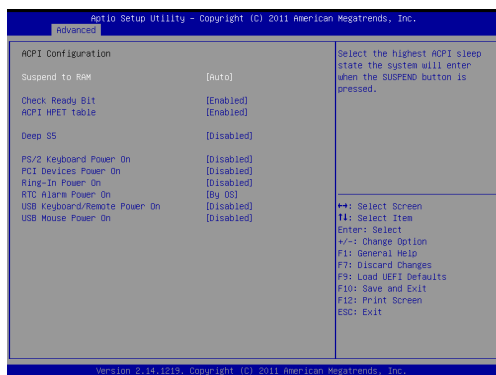 Aptio Setup Utility – Copyright (C) 2011 American Megatrends, Inc.
Advanced
ACPI Configuration
Suspend to RAM [Auto]
Check Ready Bit [Enabled]
ACPI HPET table [Enabled]
Deep S5 [Disabled]
PS/2 Keyboard Power On [Disabled]
PCI Devices Power On [Disabled]
Ring-In Power On [Disabled]
RTC Alarm Power On [By OS]
USB Keyboard/Remote Power On [Disabled]
USB Mouse Power On [Disabled]
Select the highest ACPI sleep
state the system will enter
when the SUSPEND button is
pressed.
↔: Select Screen
↑↓: Select Item
Enter: Select
+/-: Change Option
F1: General Help
F7: Discard Changes
F9: Load UEFI Defaults
F10: Save and Exit
F12: Print Screen
ESC: Exit
Version 2.14.1219. Copyright (C) 2011 American Megatrends, Inc.